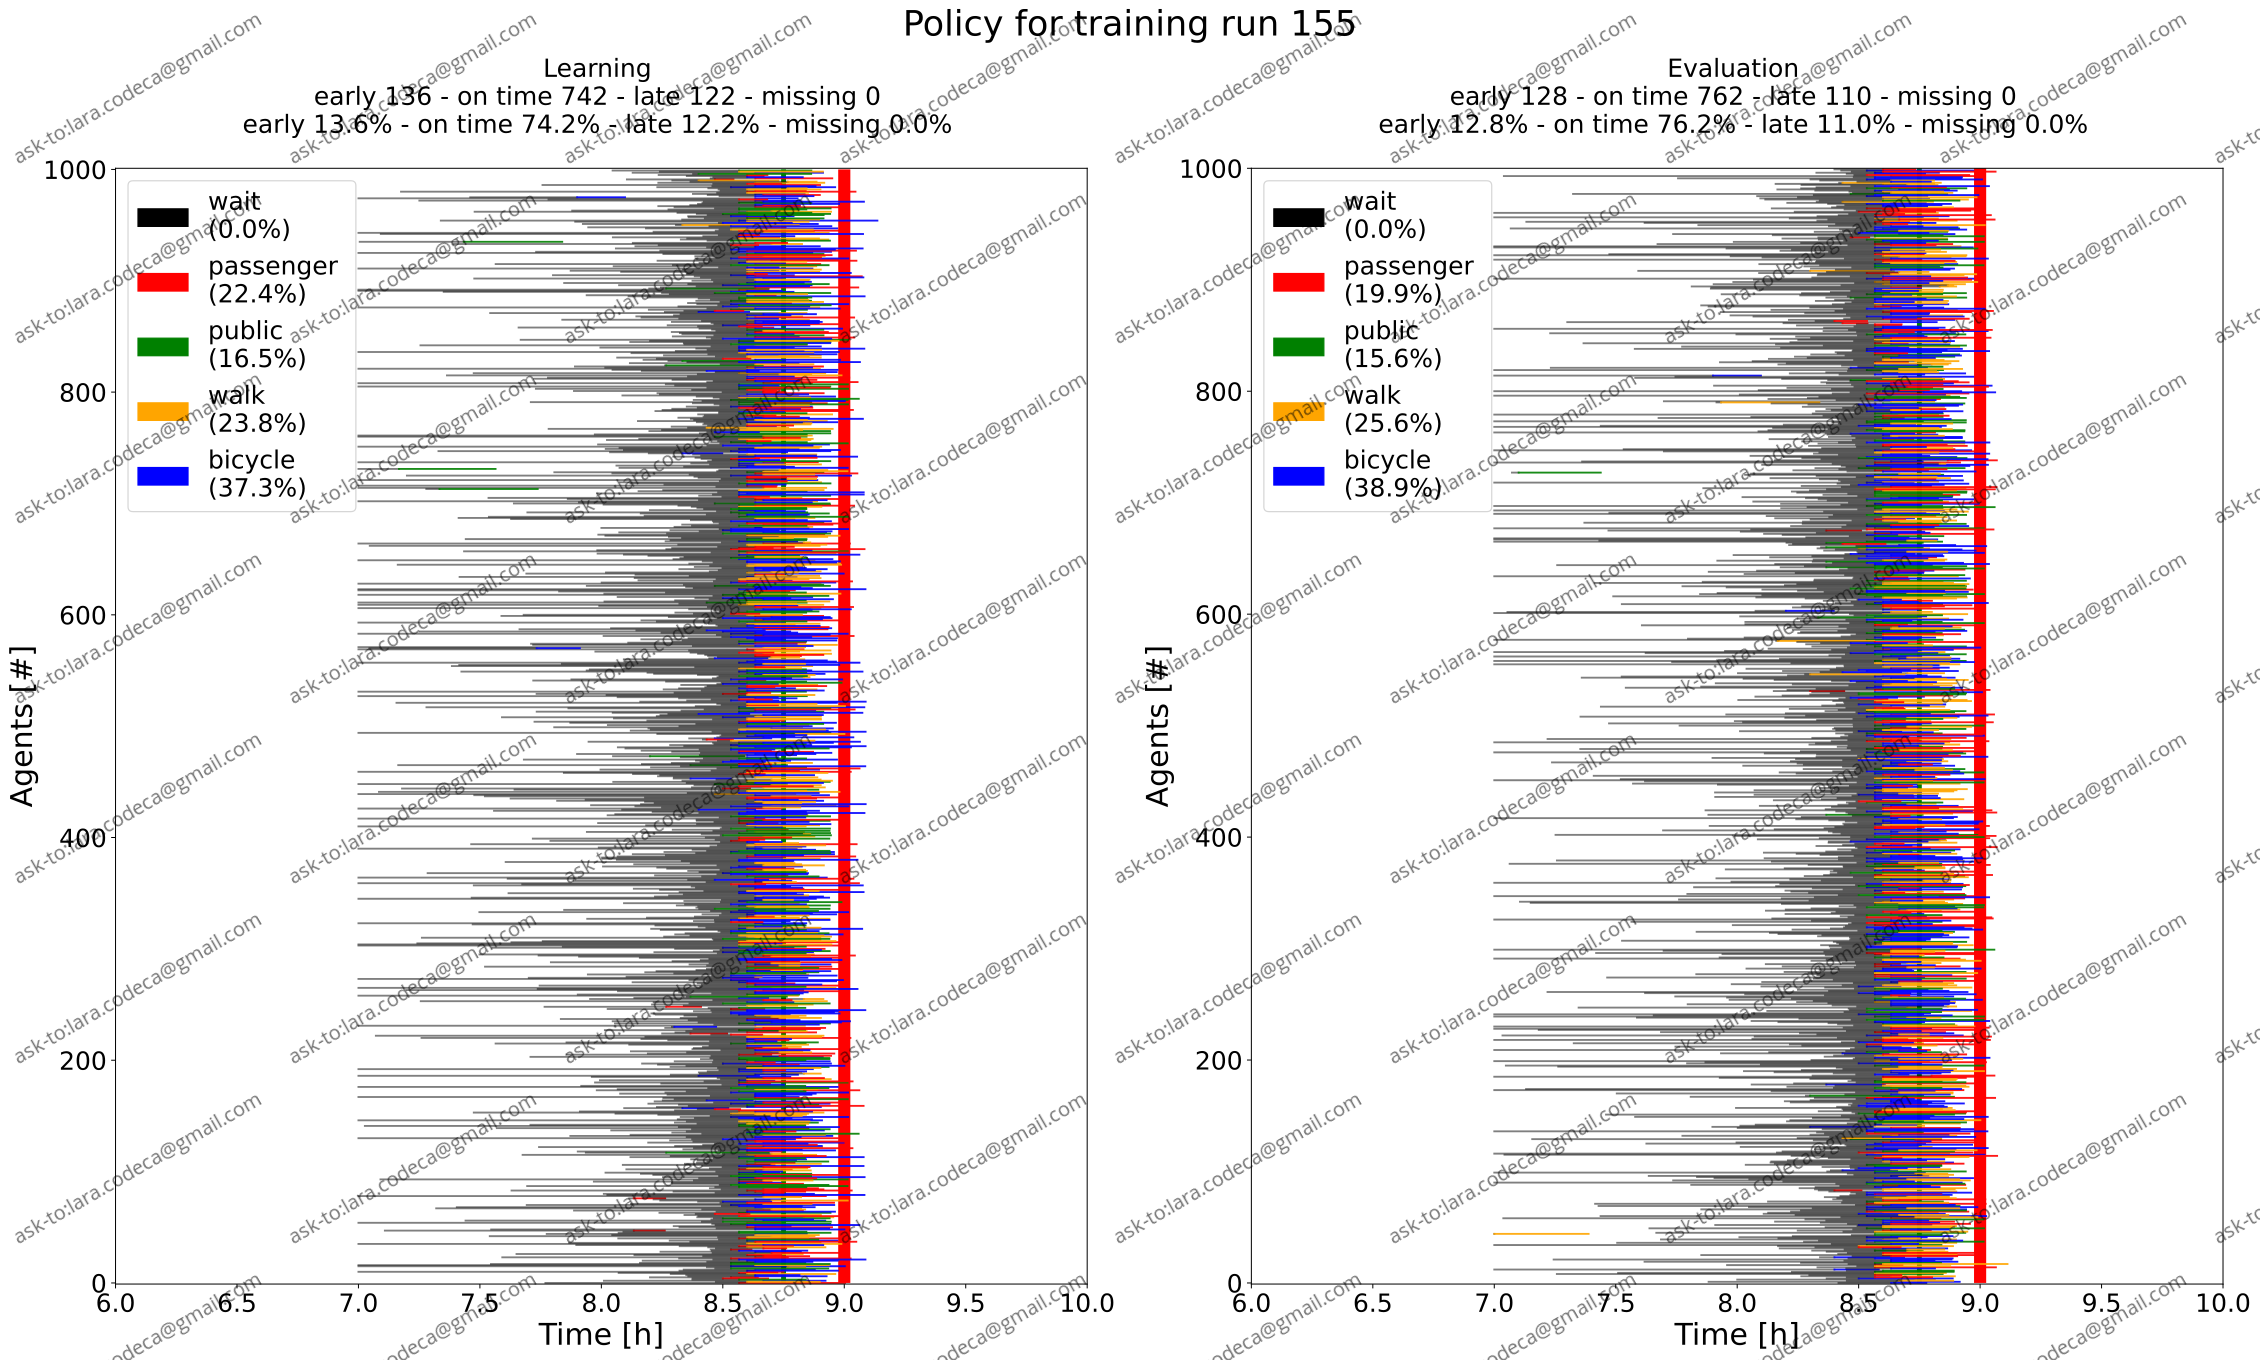 Policy for training run 155
Learning
early 136 - on time 742 - late 122 - missing 0
early 13.6% - on time 74.2% - late 12.2% - missing 0.0%
1000
800
600
400
200
0
Agents [#]
wait
(0.0%)
passenger
(22.4%)
public
(16.5%)
walk
(23.8%)
bicycle
(37.3%)
6.0 6.5 7.0 7.5 8.0 8.5 9.0 9.5 10.0
Time [h]
Evaluation
early 128 - on time 762 - late 110 - missing 0
early 12.8% - on time 76.2% - late 11.0% - missing 0.0%
1000
800
600
400
200
0
Agents [#]
wait
(0.0%)
passenger
(19.9%)
public
(15.6%)
walk
(25.6%)
bicycle
(38.9%)
6.0 6.5 7.0 7.5 8.0 8.5 9.0 9.5 10.0
Time [h]
ask-to:lara.codeca@gmail.com